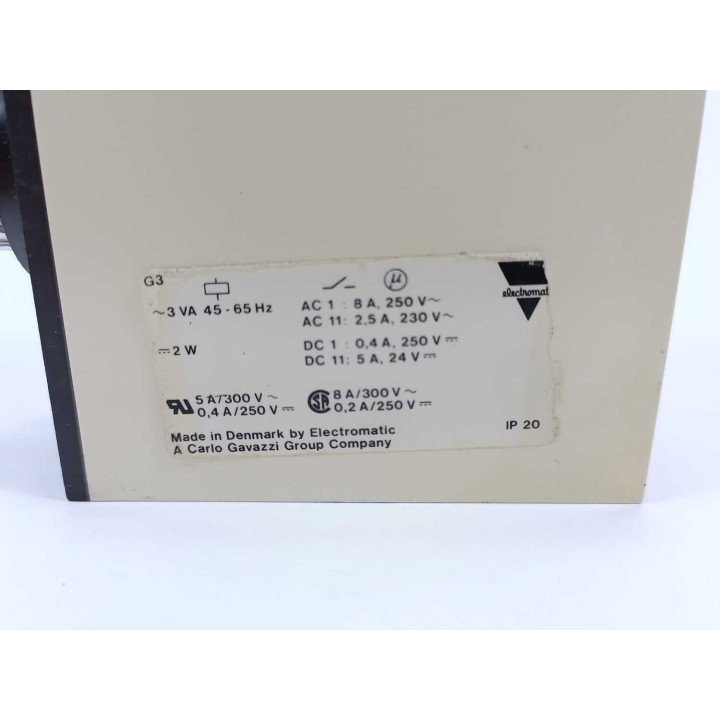 G3
µ
electromat
~3 VA 45-65 Hz
AC 1 : 8 A, 250 V~
AC 11: 2,5 A, 230 V~
⎓2 W
DC 1 : 0,4 A, 250 V⎓
DC 11: 5 A, 24 V⎓
5 A/300 V~
0,4 A/250 V⎓
8 A/300 V~
0,2 A/250 V⎓
Made in Denmark by Electromatic
A Carlo Gavazzi Group Company
IP 20